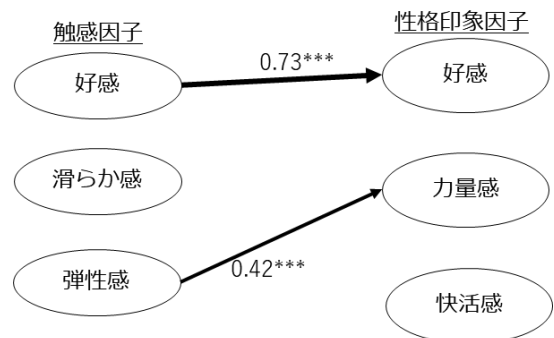 触感因子
性格印象因子
好感
0.73***
好感
滑らか感
力量感
弾性感
0.42***
快活感